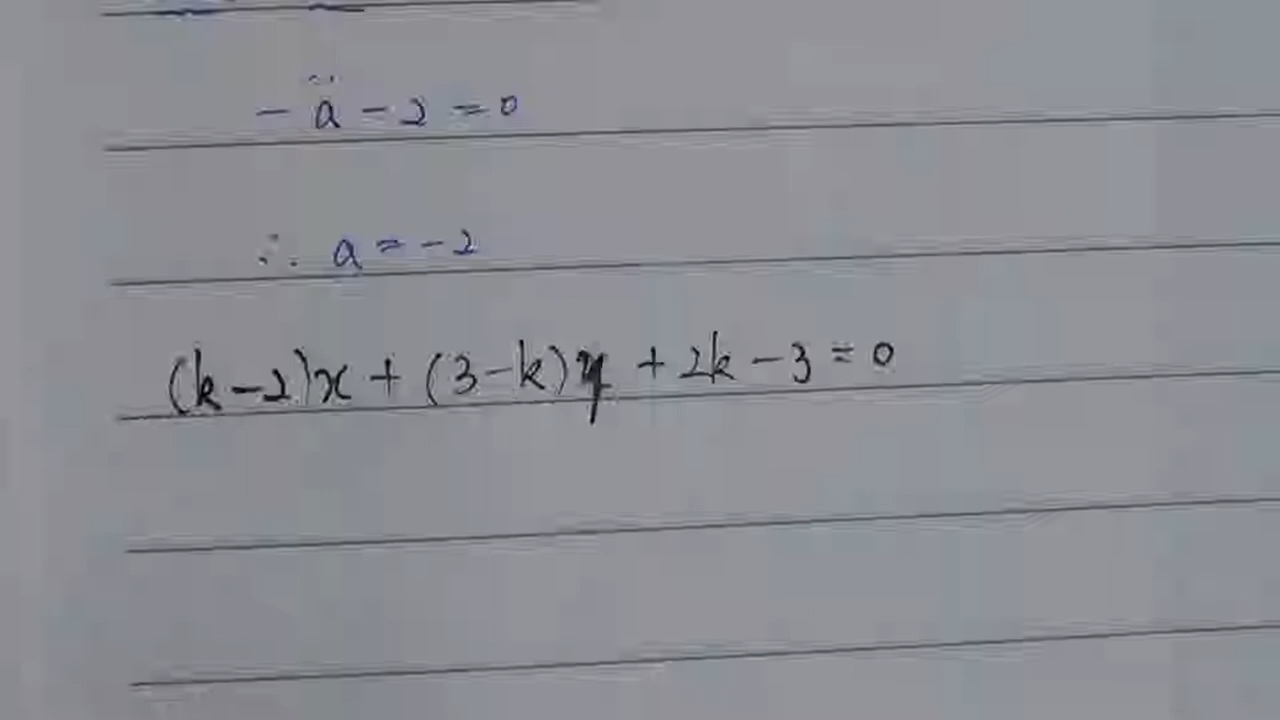 - a - 2 = 0
∴ a = -2
(k-2)x + (3-k)y + 2k - 3 = 0